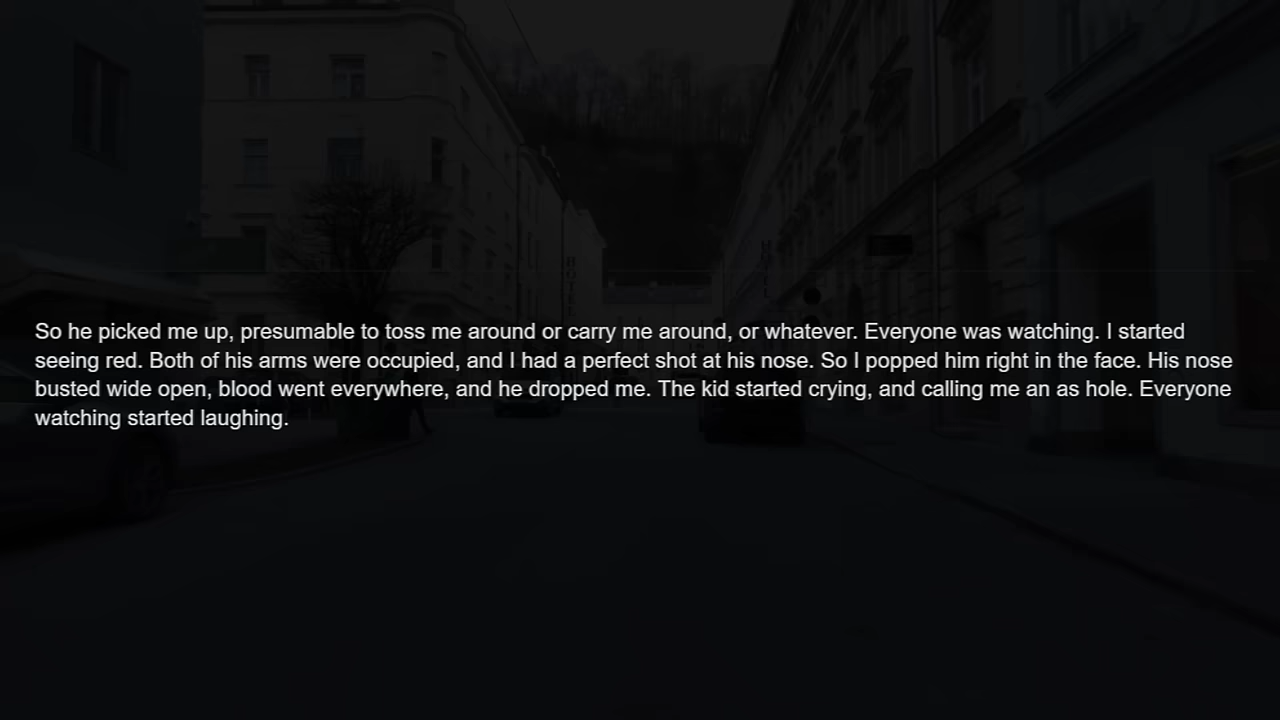 HOTEL
So he picked me up, presumable to toss me around or carry me around, or whatever. Everyone was watching. I started
seeing red. Both of his arms were occupied, and I had a perfect shot at his nose. So I popped him right in the face. His nose
busted wide open, blood went everywhere, and he dropped me. The kid started crying, and calling me an as hole. Everyone
watching started laughing.